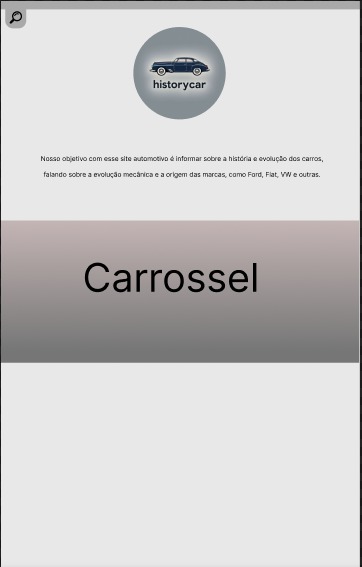 historycar
Nosso objetivo com esse site automotivo é informar sobre a história e evolução dos carros,
falando sobre a evolução mecânica e a origem das marcas, como Ford, Fiat, VW e outras.
Carrossel